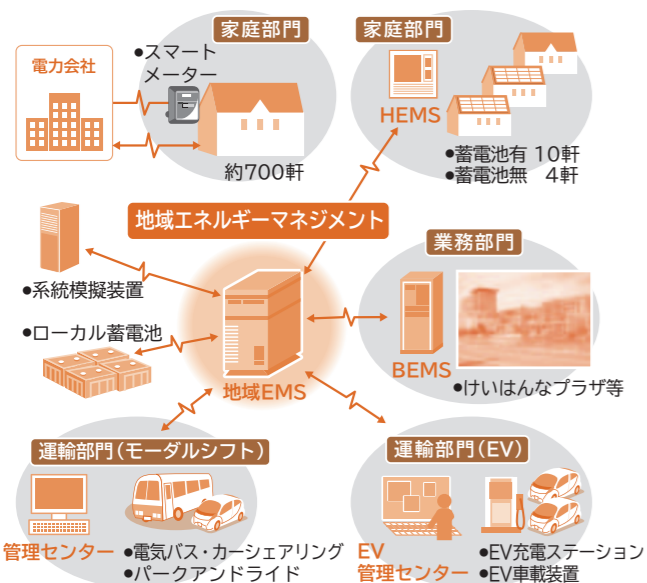 家庭部門
電力会社
●スマート
メーター
約700軒
家庭部門
HEMS
●蓄電池有 10軒
●蓄電池無 4軒
地域エネルギーマネジメント
●系統模擬装置
●ローカル蓄電池
地域EMS
業務部門
BEMS
●けいはんなプラザ等
運輸部門(モーダルシフト)
管理センター
●電気バス・カーシェアリング
●パークアンドライド
運輸部門(EV)
EV
管理センター
●EV充電ステーション
●EV車載装置